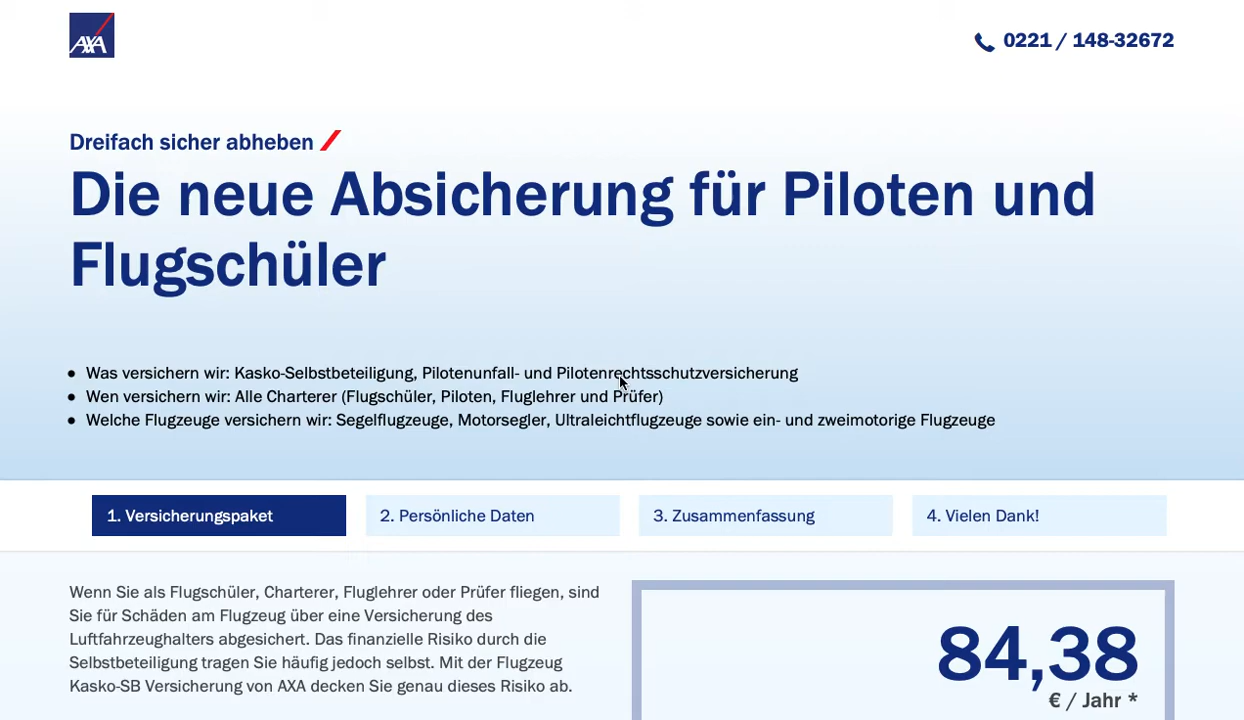 AXA
0221 / 148-32672
Dreifach sicher abheben
Die neue Absicherung für Piloten und
Flugschüler
• Was versichern wir: Kasko-Selbstbeteiligung, Pilotenunfall- und Pilotenrechtsschutzversicherung
• Wen versichern wir: Alle Charterer (Flugschüler, Piloten, Fluglehrer und Prüfer)
• Welche Flugzeuge versichern wir: Segelflugzeuge, Motorsegler, Ultraleichtflugzeuge sowie ein- und zweimotorige Flugzeuge
1. Versicherungspaket
2. Persönliche Daten
3. Zusammenfassung
4. Vielen Dank!
Wenn Sie als Flugschüler, Charterer, Fluglehrer oder Prüfer fliegen, sind
Sie für Schäden am Flugzeug über eine Versicherung des
Luftfahrzeughalters abgesichert. Das finanzielle Risiko durch die
Selbstbeteiligung tragen Sie häufig jedoch selbst. Mit der Flugzeug
Kasko-SB Versicherung von AXA decken Sie genau dieses Risiko ab.
84,38
€ / Jahr *